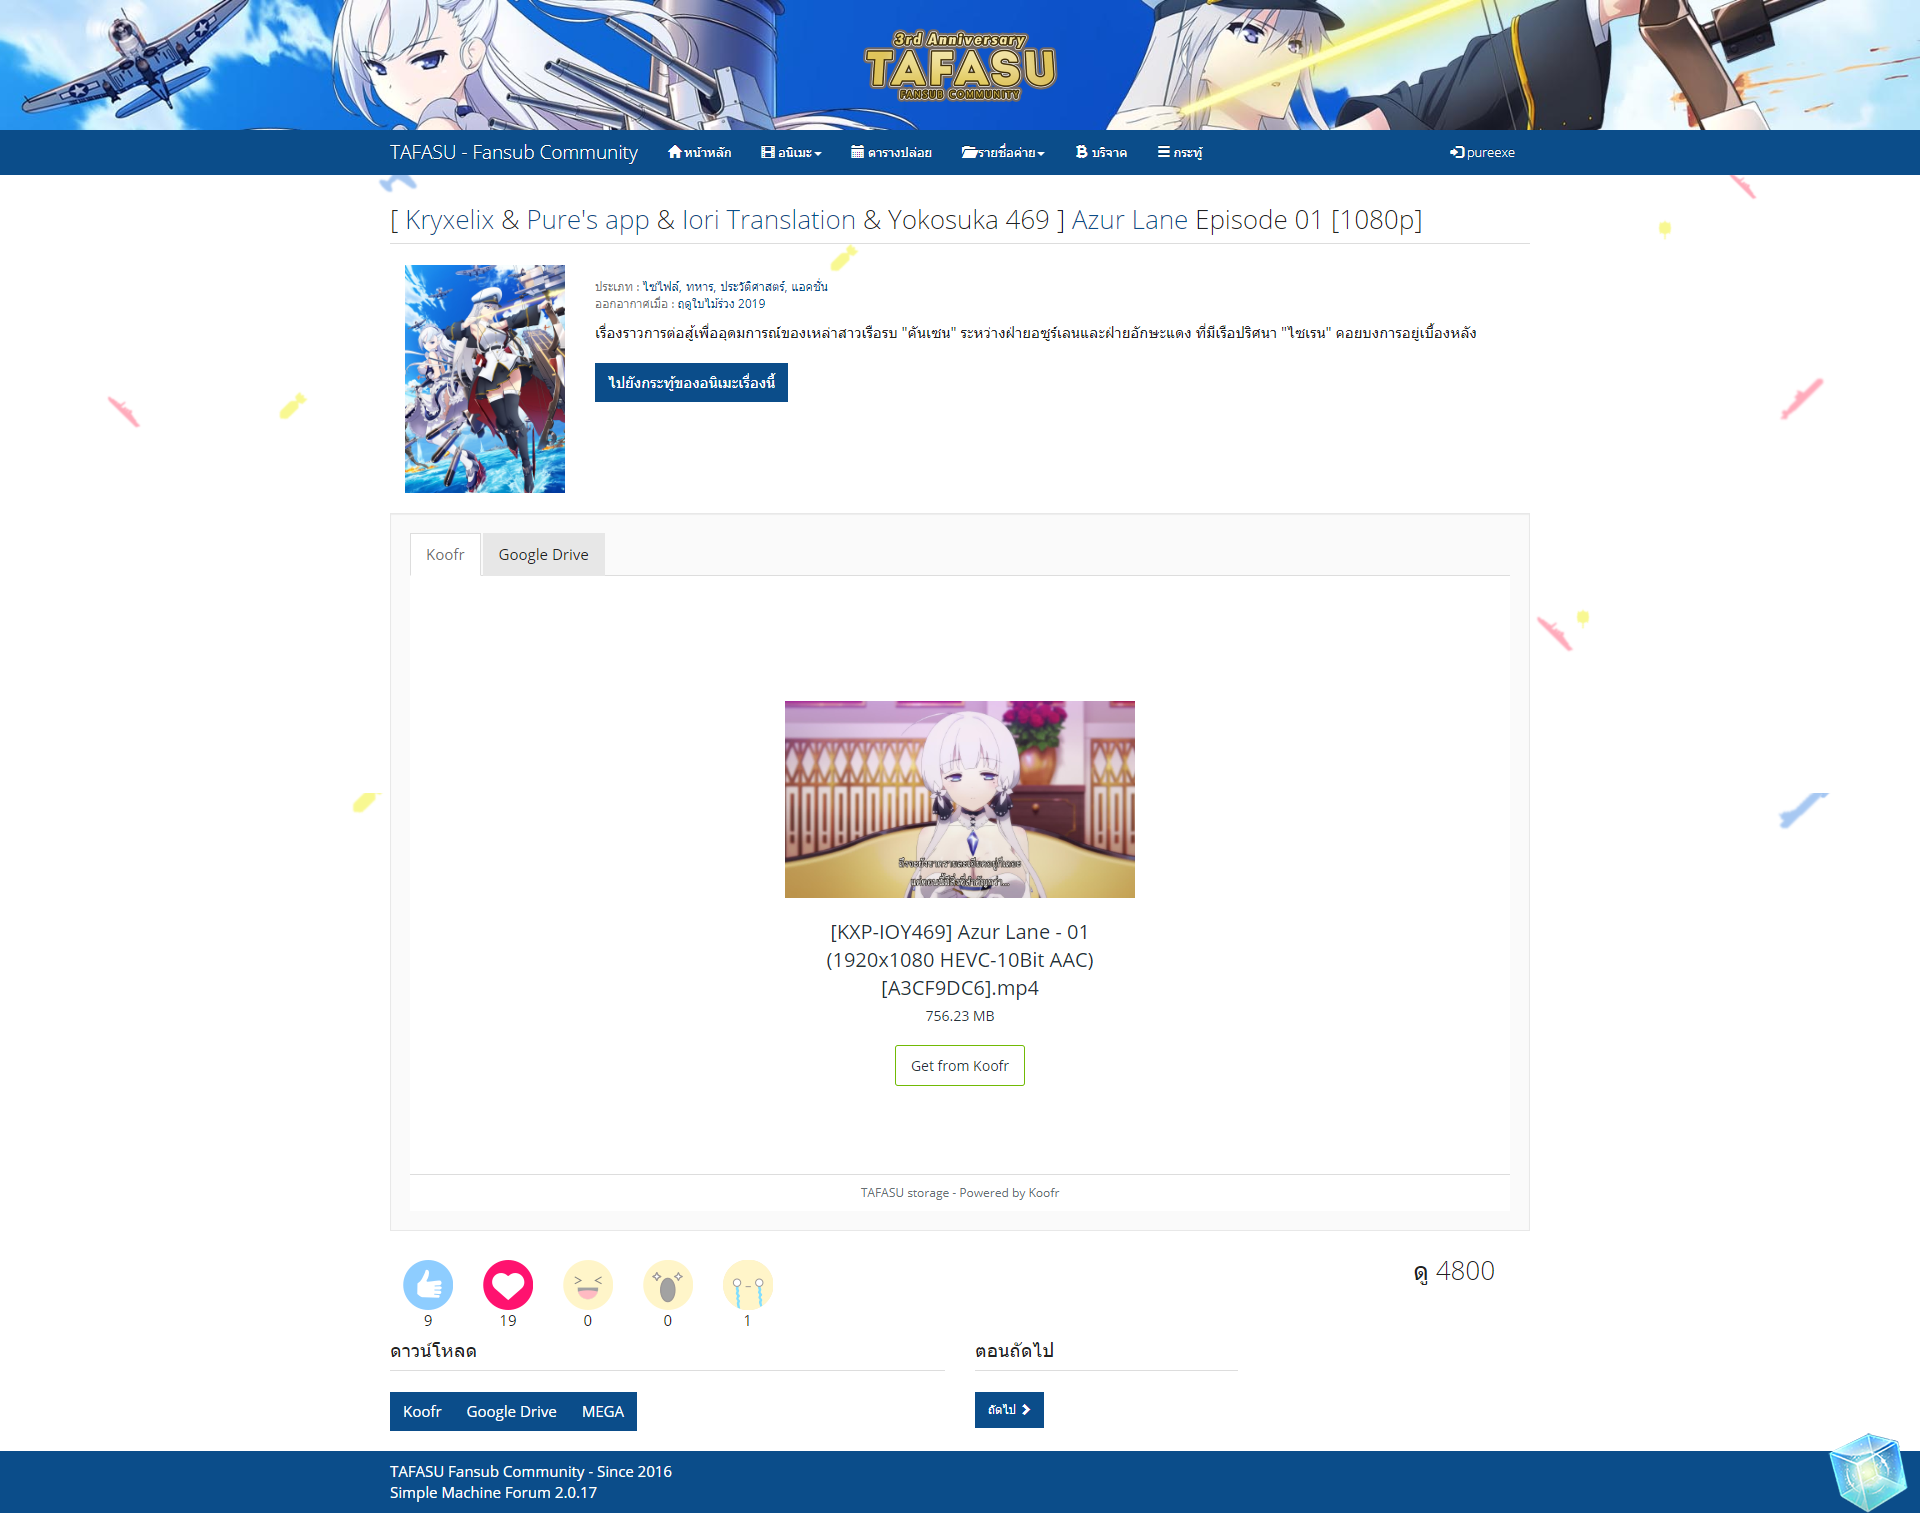 3rd Anniversary
TAFASU
FANSUB COMMUNITY
TAFASU - Fansub Community
หน้าหลัก
อนิเมะ
ตารางปล่อย
รายชื่อค่าย
บริจาค
กระทู้
pureexe
[ Kryxelix & Pure's app & Iori Translation & Yokosuka 469 ] Azur Lane Episode 01 [1080p]
ประเภท : ไซไฟล์, ทหาร, ประวัติศาสตร์, แอคชั่น
ออกอากาศเมื่อ : ฤดูใบไม้ร่วง 2019
เรื่องราวการต่อสู้เพื่ออุดมการณ์ของเหล่าสาวเรือรบ "คันเซน" ระหว่างฝ่ายอซูร์เลนและฝ่ายอักษะแดง ที่มีเรือปริศนา "ไซเรน" คอยบงการอยู่เบื้องหลัง
ไปยังกระทู้ของอนิเมะเรื่องนี้
Koofr
Google Drive
[KXP-IOY469] Azur Lane - 01
(1920x1080 HEVC-10Bit AAC)
[A3CF9DC6].mp4
756.23 MB
Get from Koofr
TAFASU storage - Powered by Koofr
9
19
0
0
1
ดู 4800
ดาวน์โหลด
ตอนถัดไป
Koofr
Google Drive
MEGA
ถัดไป
TAFASU Fansub Community - Since 2016
Simple Machine Forum 2.0.17